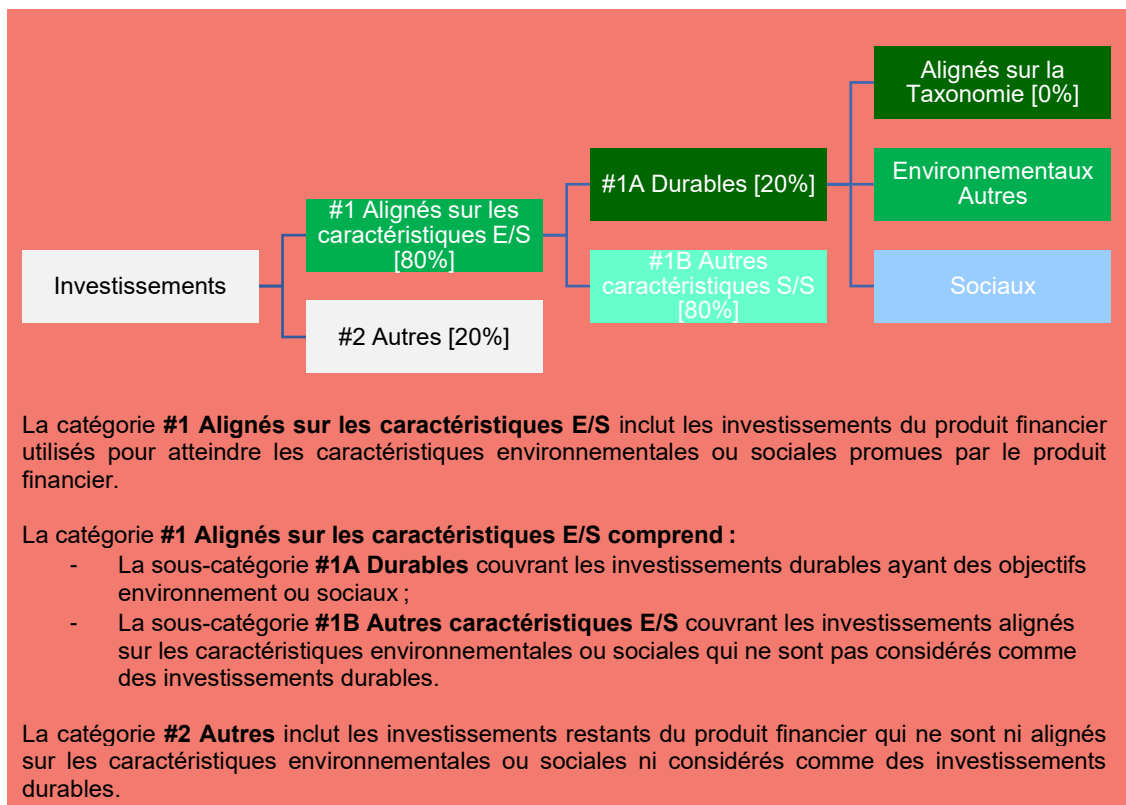 Alignés sur la
Taxonomie [0%]
#1A Durables [20%]
Environnementaux
Autres
#1 Alignés sur les
caractéristiques E/S
[80%]
#1B Autres
caractéristiques S/S
[80%]
Investissements
Sociaux
#2 Autres [20%]
La catégorie #1 Alignés sur les caractéristiques E/S inclut les investissements du produit financier
utilisés pour atteindre les caractéristiques environnementales ou sociales promues par le produit
financier.
La catégorie #1 Alignés sur les caractéristiques E/S comprend :
- La sous-catégorie #1A Durables couvrant les investissements durables ayant des objectifs
environnement ou sociaux ;
- La sous-catégorie #1B Autres caractéristiques E/S couvrant les investissements alignés
sur les caractéristiques environnementales ou sociales qui ne sont pas considérés comme
des investissements durables.
La catégorie #2 Autres inclut les investissements restants du produit financier qui ne sont ni alignés
sur les caractéristiques environnementales ou sociales ni considérés comme des investissements
durables.